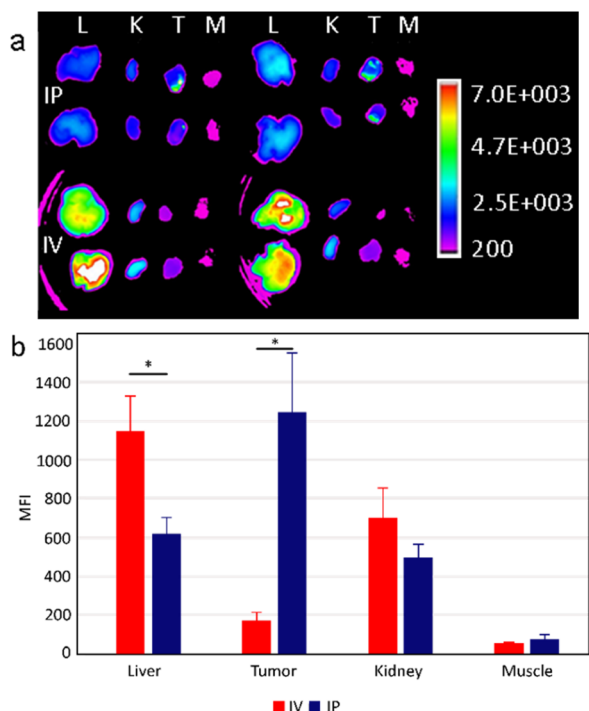 a
L K T M L K T M
IP
IV
7.0E+003
4.7E+003
2.5E+003
200
b
1600
1400
1200
1000
800
600
400
200
0
MFI
* *
Liver Tumor Kidney Muscle
IV IP